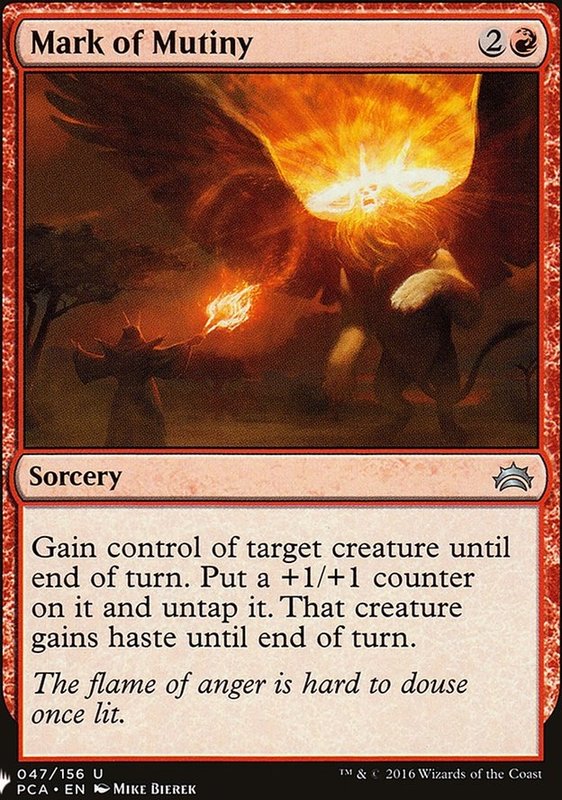 Mark of Mutiny 2
Sorcery
Gain control of target creature until
end of turn. Put a +1/+1 counter
on it and untap it. That creature
gains haste until end of turn.
The flame of anger is hard to douse
once lit.
047/156 U
PCA • EN Mike Bierek
™ & © 2016 Wizards of the Coast